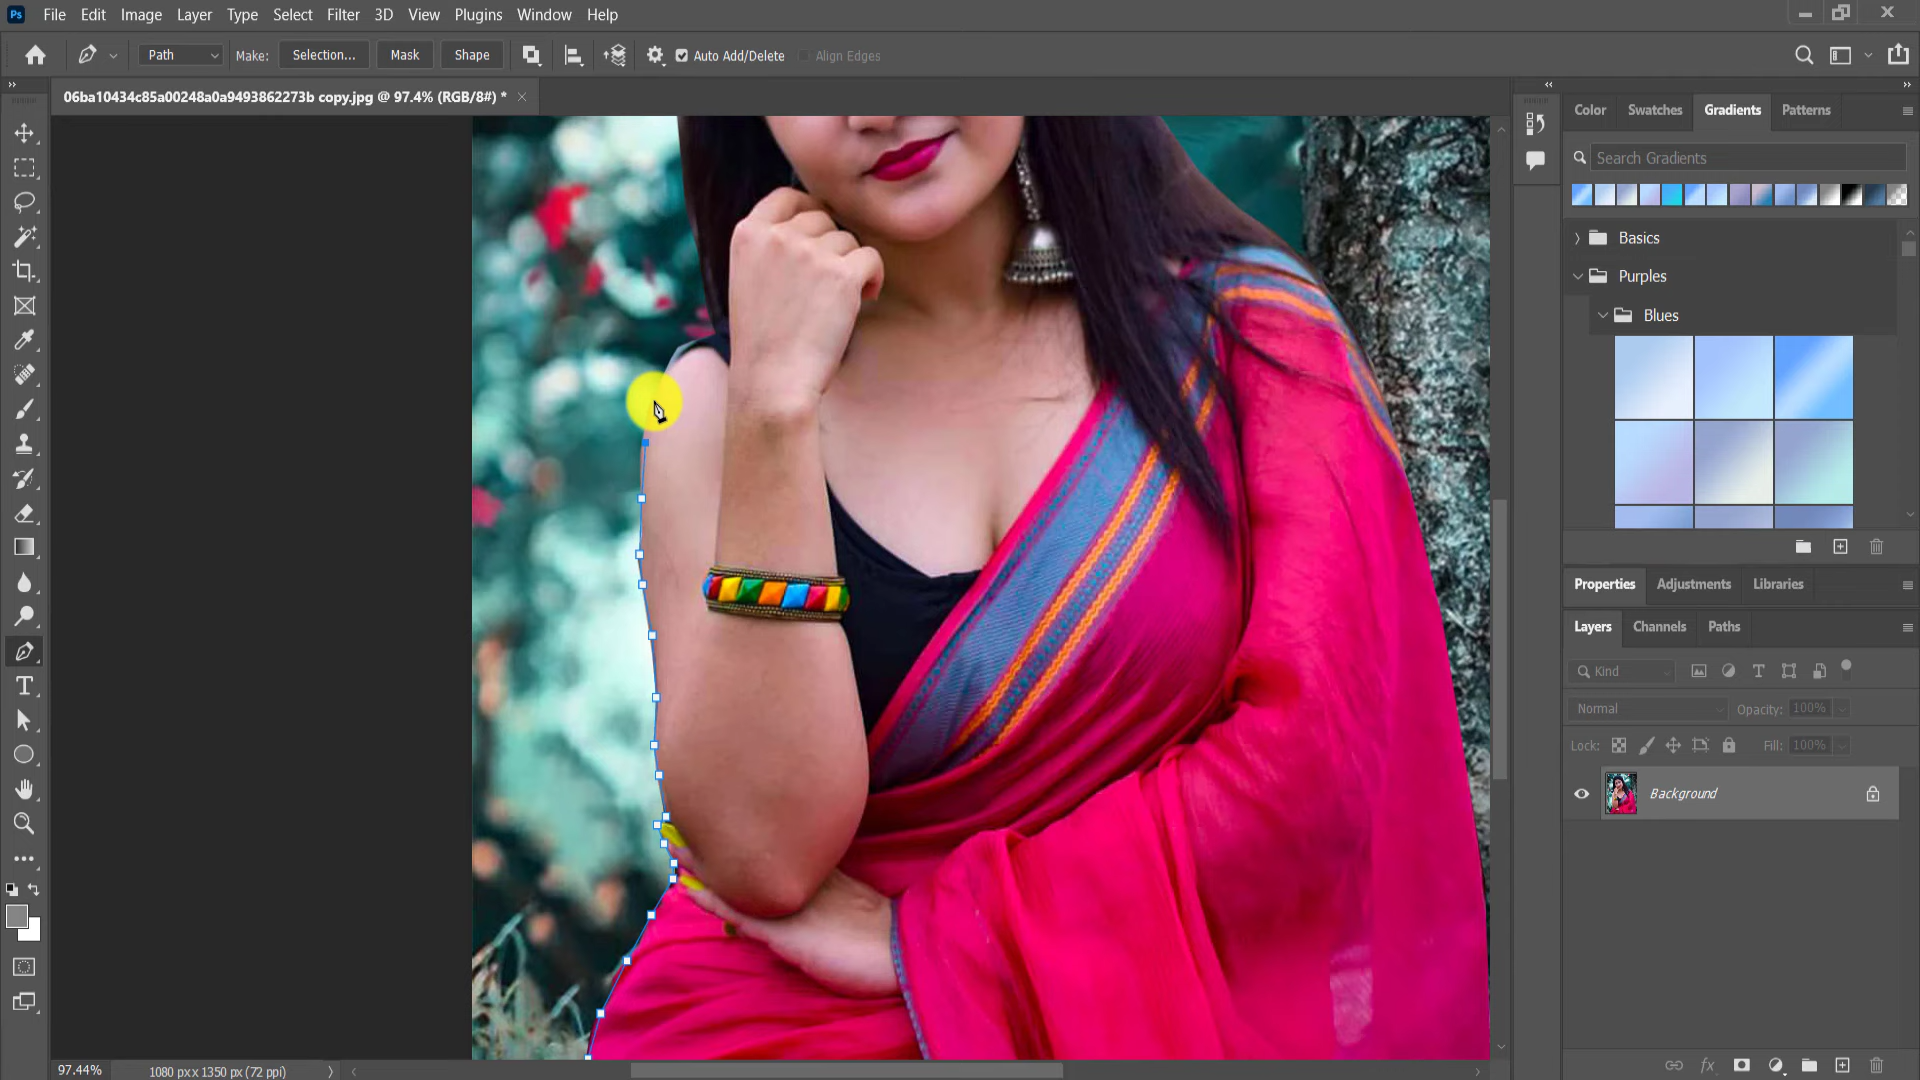 Ps File Edit Image Layer Type Select Filter 3D View Plugins Window Help
Path Make: Selection... Mask Shape Auto Add/Delete Align Edges
06ba10434c85a00248a0a9493862273b copy.jpg @ 97.4% (RGB/8#) *
Color Swatches Gradients Patterns
Search Gradients
Basics
Purples
Blues
Properties Adjustments Libraries
Layers Channels Paths
Kind
Normal Opacity: 100%
Lock: Fill: 100%
Background
fx
97.44% 1080 px x 1350 px (72 ppi)